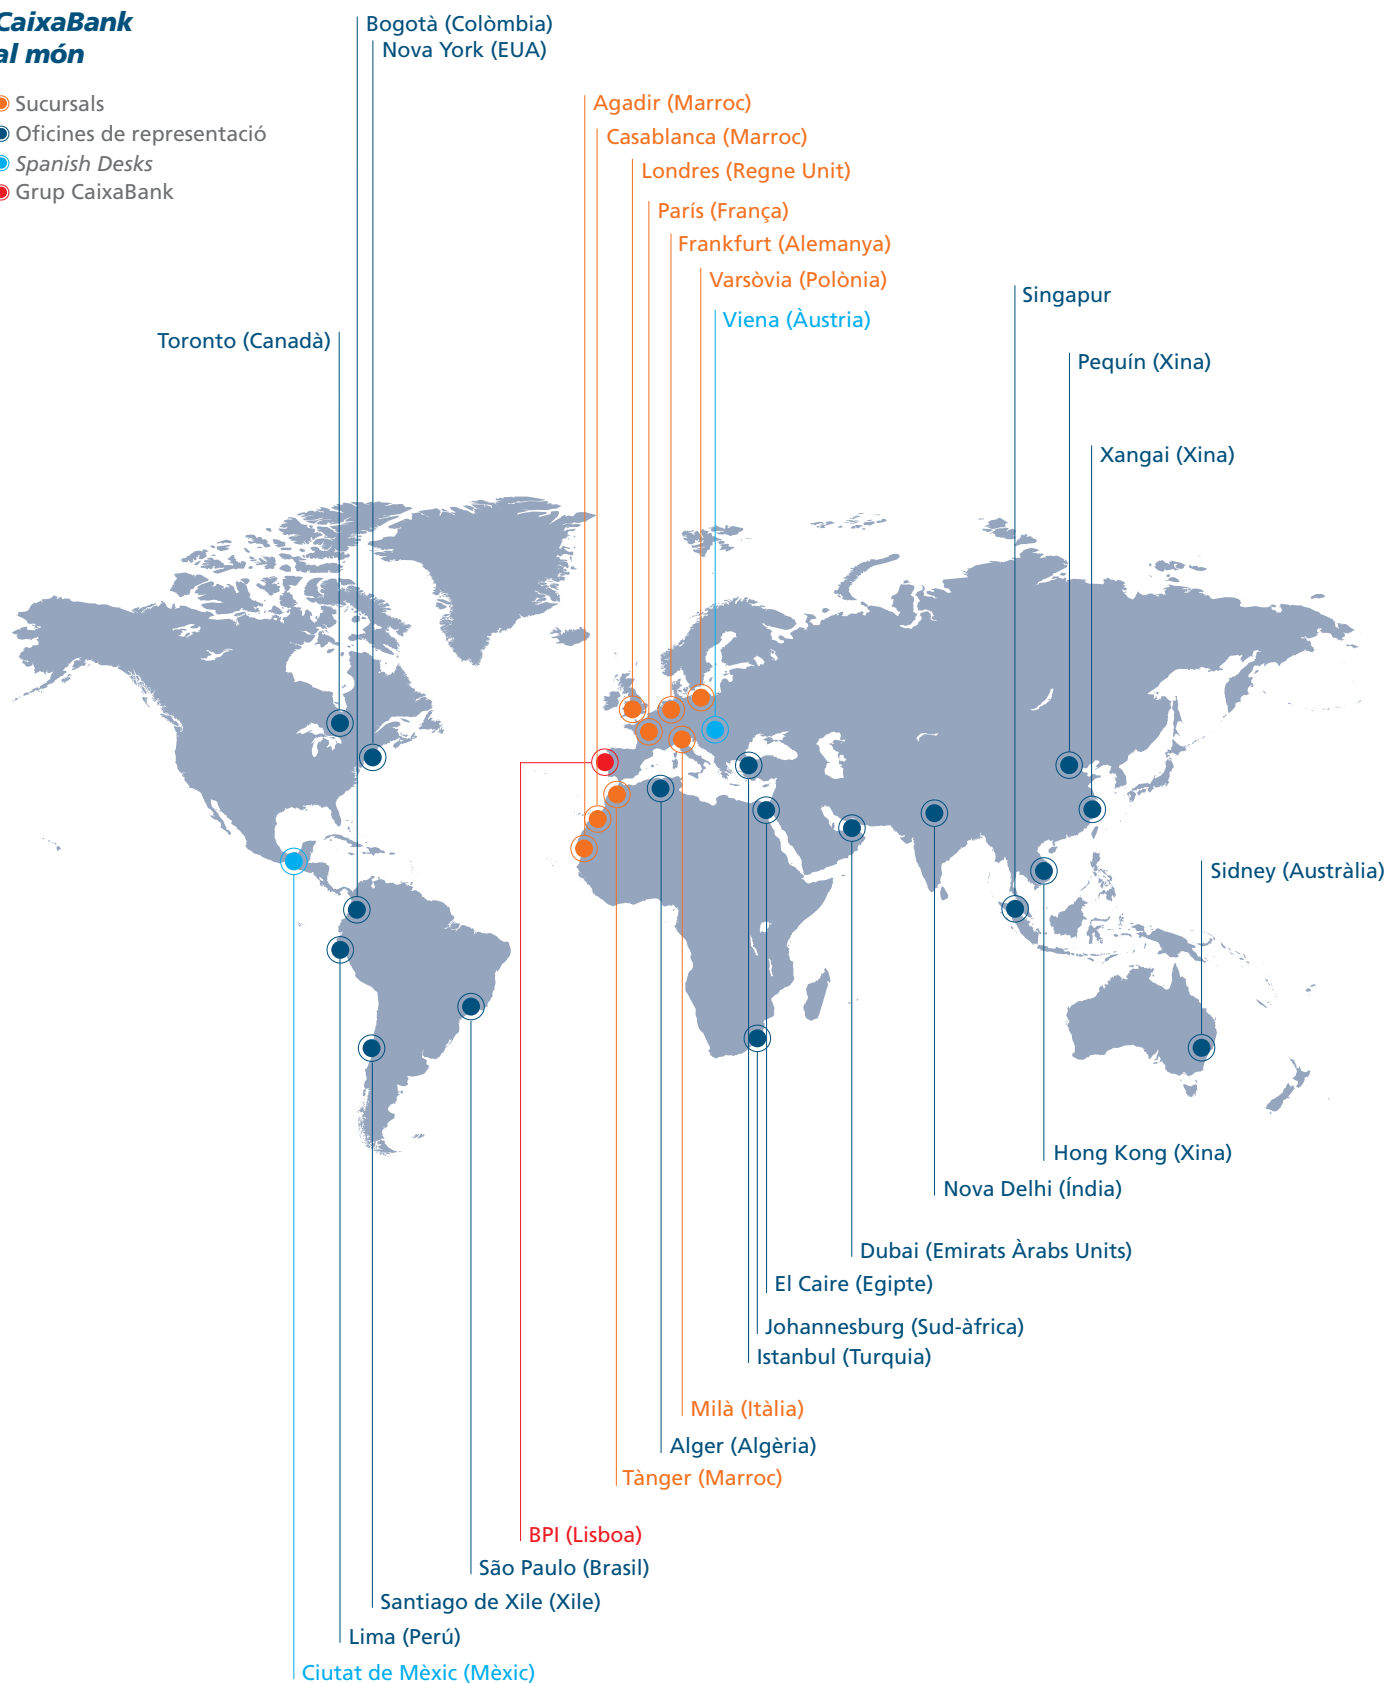 CaixaBank
al món
Sucursals
Oficines de representació
Spanish Desks
Grup CaixaBank
Bogotà (Colòmbia)
Nova York (EUA)
Agadir (Marroc)
Casablanca (Marroc)
Londres (Regne Unit)
París (França)
Frankfurt (Alemanya)
Varsòvia (Polònia)
Singapur
Viena (Àustria)
Toronto (Canadà)
Pequín (Xina)
Xangai (Xina)
Sidney (Austràlia)
Hong Kong (Xina)
Nova Delhi (Índia)
Dubai (Emirats Àrabs Units)
El Caire (Egipte)
Johannesburg (Sud-àfrica)
Istanbul (Turquia)
Milà (Itàlia)
Alger (Algèria)
Tànger (Marroc)
BPI (Lisboa)
São Paulo (Brasil)
Santiago de Xile (Xile)
Lima (Perú)
Ciutat de Mèxic (Mèxic)